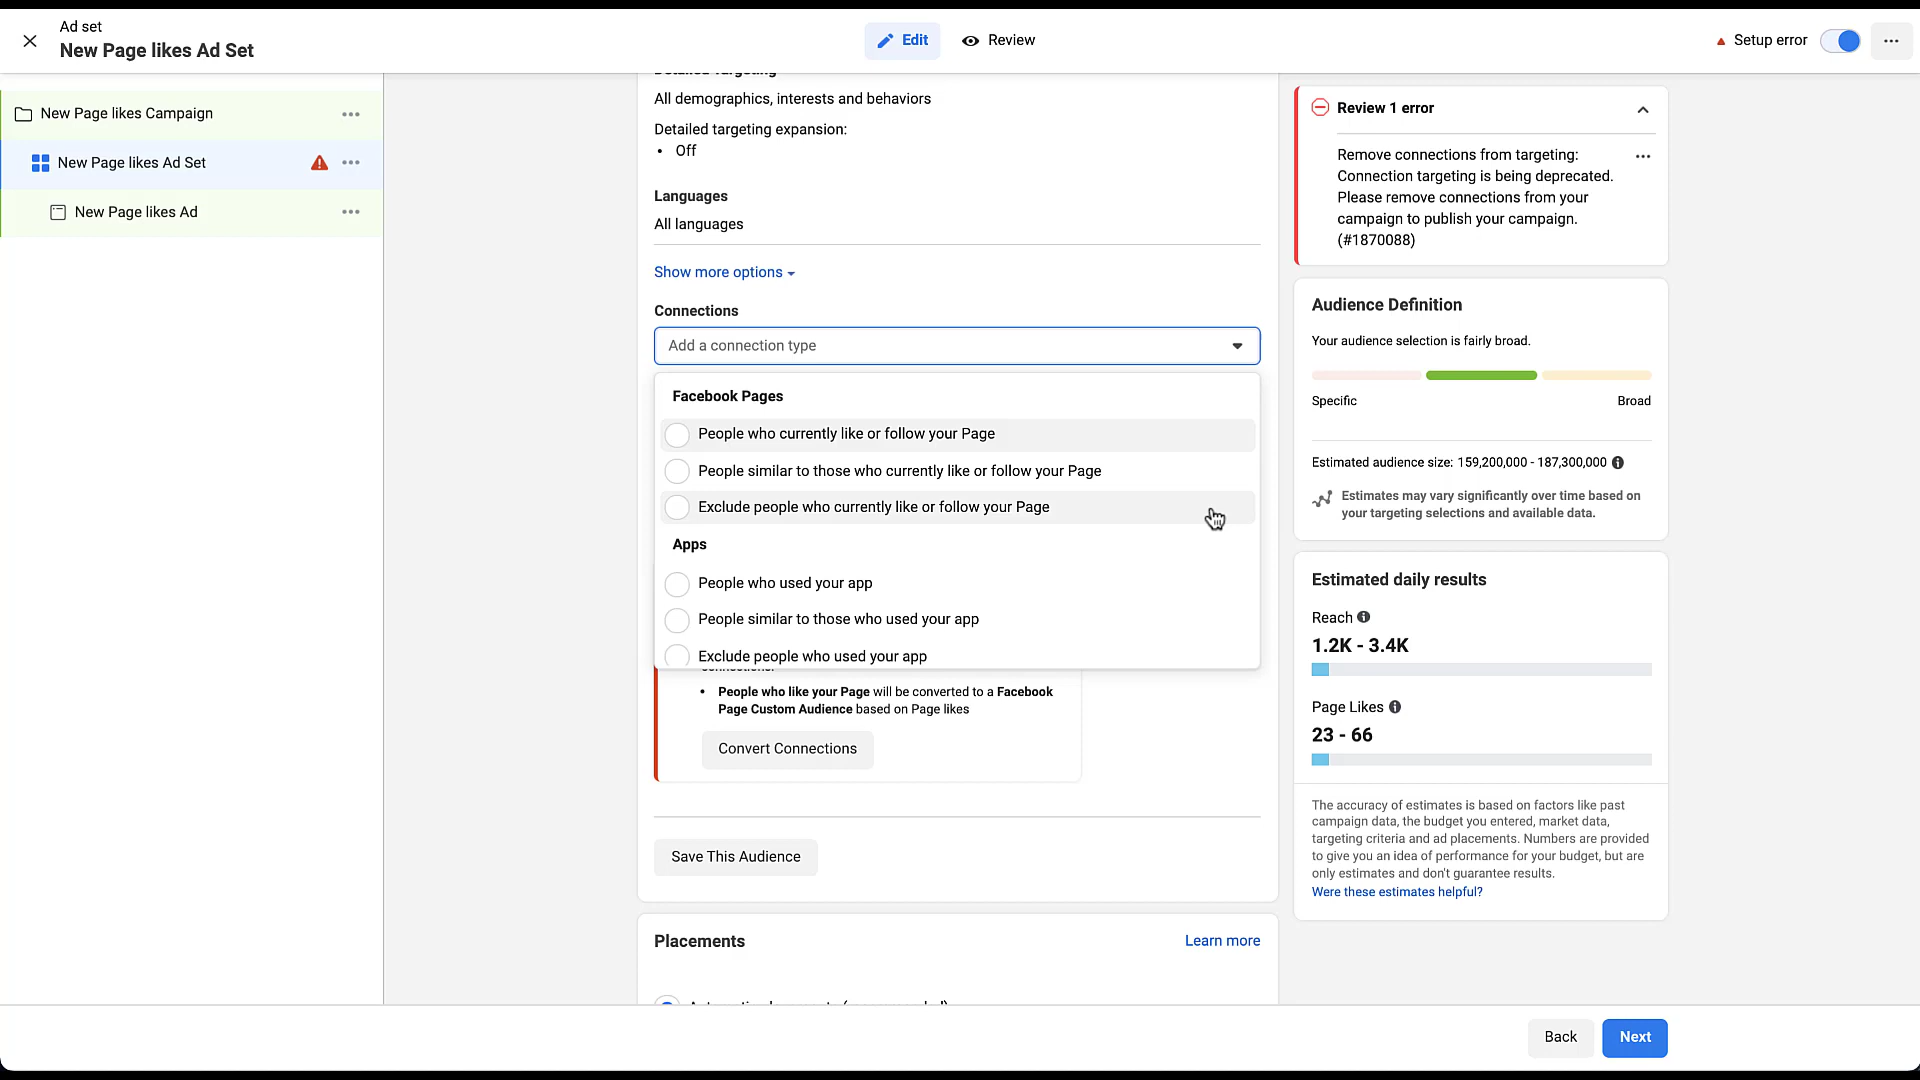 Ad set
New Page likes Ad Set
Edit
Review
Setup error
New Page likes Campaign
New Page likes Ad Set
New Page likes Ad
Detailed Targeting
All demographics, interests and behaviors
Detailed targeting expansion:
• Off
Languages
All languages
Show more options
Connections
Add a connection type
Facebook Pages
People who currently like or follow your Page
People similar to those who currently like or follow your Page
Exclude people who currently like or follow your Page
Apps
People who used your app
People similar to those who used your app
Exclude people who used your app
connections.
• People who like your Page will be converted to a Facebook
Page Custom Audience based on Page likes
Convert Connections
Save This Audience
Placements
Learn more
Review 1 error
Remove connections from targeting:
Connection targeting is being deprecated.
Please remove connections from your
campaign to publish your campaign.
(#1870088)
Audience Definition
Your audience selection is fairly broad.
Specific
Broad
Estimated audience size: 159,200,000 - 187,300,000
Estimates may vary significantly over time based on
your targeting selections and available data.
Estimated daily results
Reach
1.2K - 3.4K
Page Likes
23 - 66
The accuracy of estimates is based on factors like past
campaign data, the budget you entered, market data,
targeting criteria and ad placements. Numbers are provided
to give you an idea of performance for your budget, but are
only estimates and don't guarantee results.
Were these estimates helpful?
Back
Next